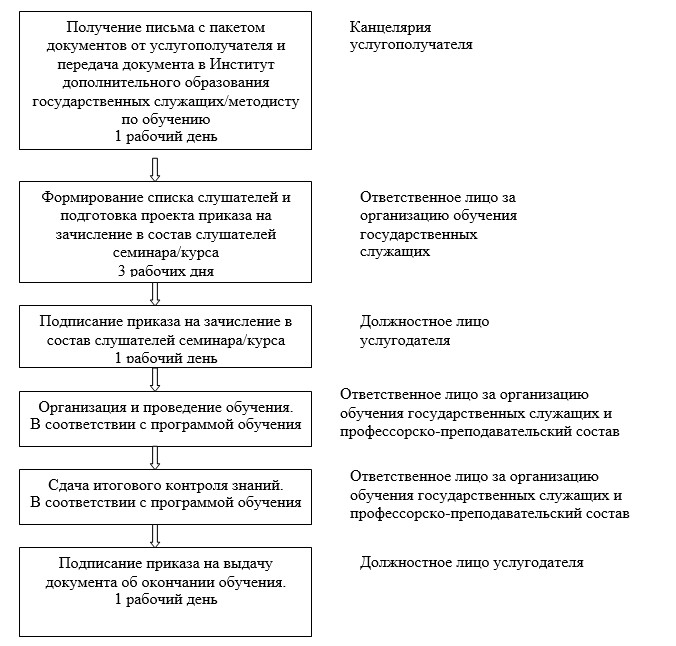 Получение письма с пакетом
документов от услугополучателя и
передача документа в Институт
дополнительного образования
государственных служащих/методисту
по обучению
1 рабочий день
Канцелярия
услугополучателя
Формирование списка слушателей и
подготовка проекта приказа на
зачисление в состав слушателей
семинара/курса
3 рабочих дня
Ответственное лицо за
организацию обучения
государственных
служащих
Подписание приказа на зачисление в
состав слушателей семинара/курса
1 рабочий день
Должностное лицо
услугодателя
Организация и проведение обучения.
В соответствии с программой обучения
Ответственное лицо за организацию
обучения государственных служащих и
профессорско-преподавательский состав
Сдача итогового контроля знаний.
В соответствии с программой обучения
Ответственное лицо за организацию
обучения государственных служащих и
профессорско-преподавательский состав
Подписание приказа на выдачу
документа об окончании обучения.
1 рабочий день
Должностное лицо услугодателя